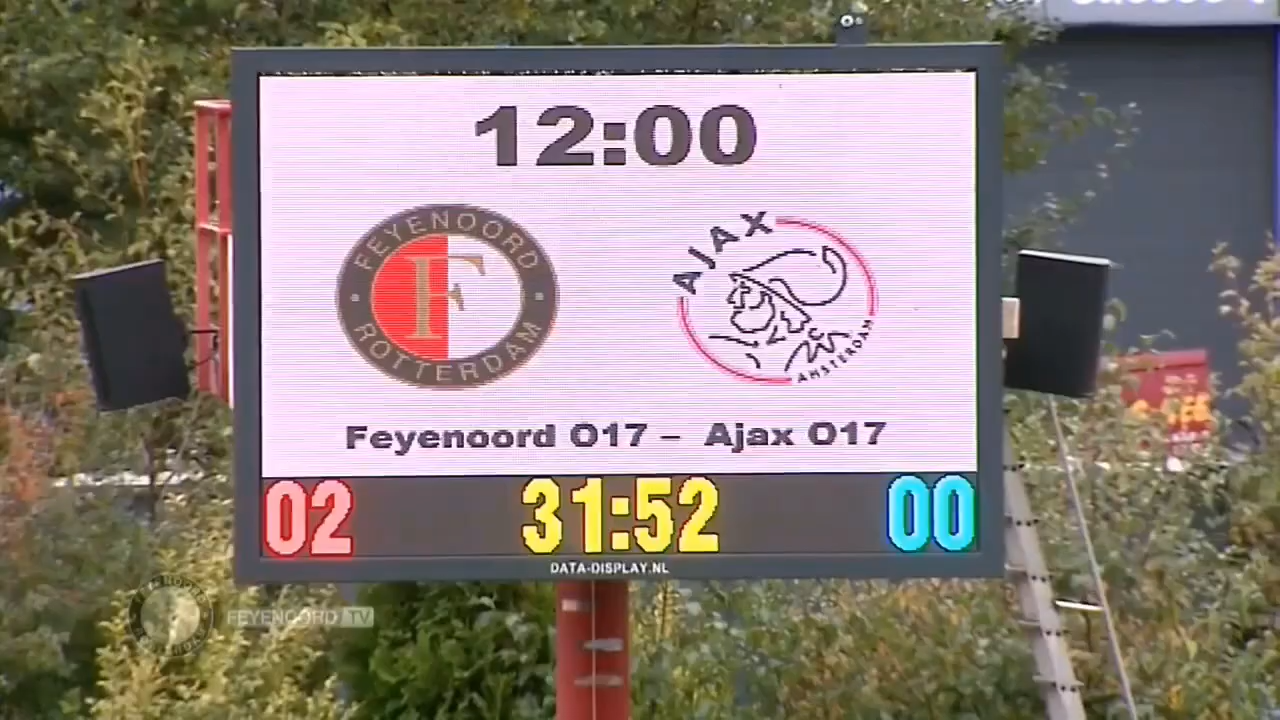 12:00
FEYENOORD
ROTTERDAM
AJAX
AMSTERDAM
Feyenoord O17 – Ajax O17
02 31:52 00
DATA-DISPLAY.NL
FEYENOORD TV